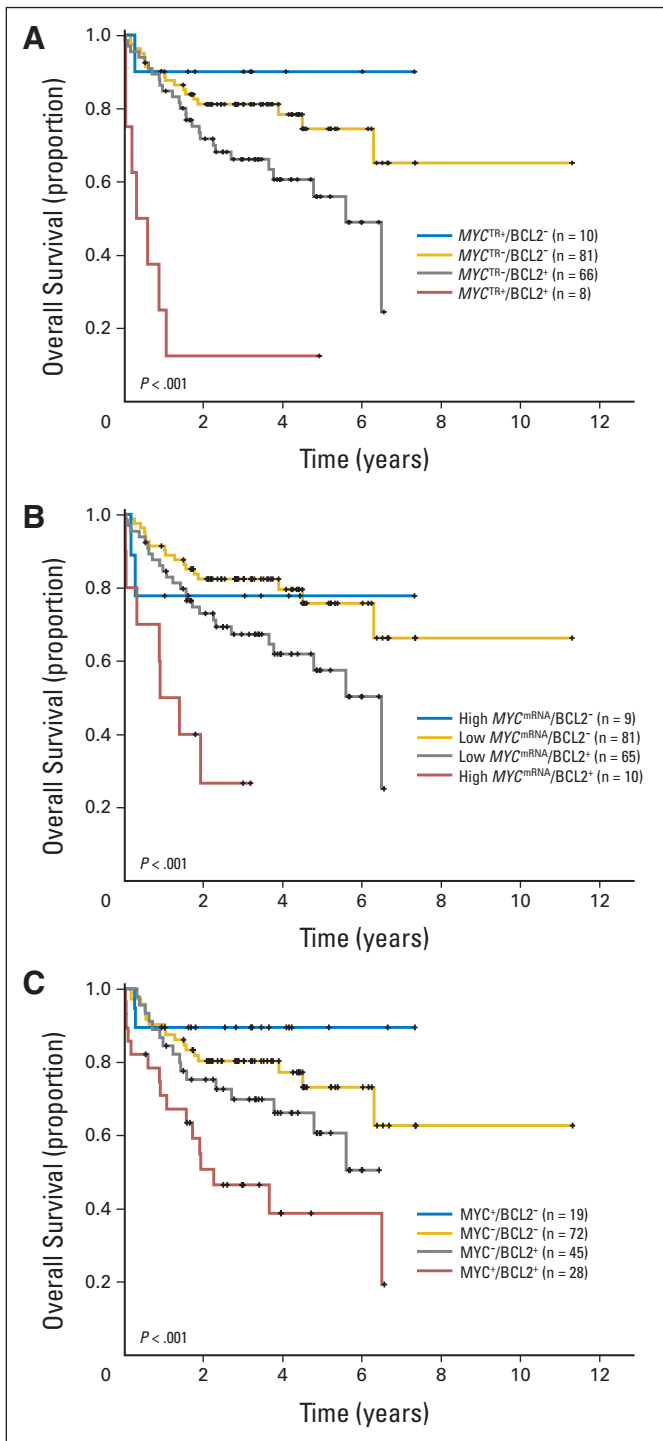 A
Overall Survival (proportion)
1.0
0.8
0.6
0.4
0.2
MYCTR+/BCL2- (n = 10)
MYCTR-/BCL2- (n = 81)
MYCTR-/BCL2+ (n = 66)
MYCTR+/BCL2+ (n = 8)
P < .001
0 2 4 6 8 10 12
Time (years)
B
Overall Survival (proportion)
1.0
0.8
0.6
0.4
0.2
High MYCmRNA/BCL2- (n = 9)
Low MYCmRNA/BCL2- (n = 81)
Low MYCmRNA/BCL2+ (n = 65)
High MYCmRNA/BCL2+ (n = 10)
P < .001
0 2 4 6 8 10 12
Time (years)
C
Overall Survival (proportion)
1.0
0.8
0.6
0.4
0.2
MYC+/BCL2- (n = 19)
MYC-/BCL2- (n = 72)
MYC-/BCL2+ (n = 45)
MYC+/BCL2+ (n = 28)
P < .001
0 2 4 6 8 10 12
Time (years)